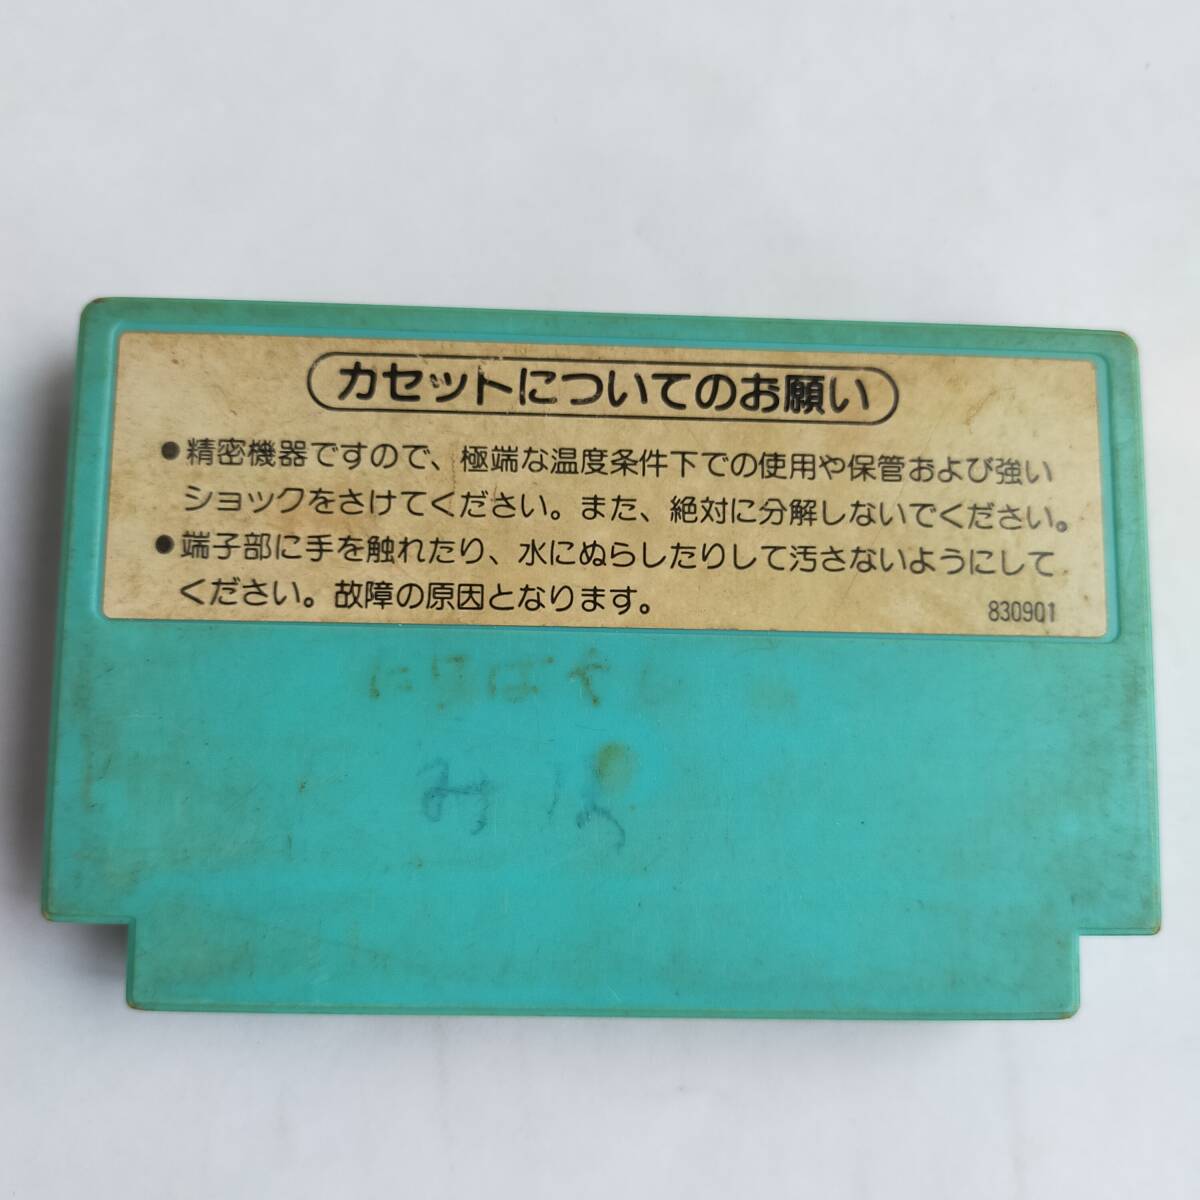 カセットについてのお願い
●精密機器ですので、極端な温度条件下での使用や保管および強い
ショックをさけてください。また、絶対に分解しないでください。
●端子部に手を触れたり、水にぬらしたりして汚さないようにして
ください。故障の原因となります。
830901